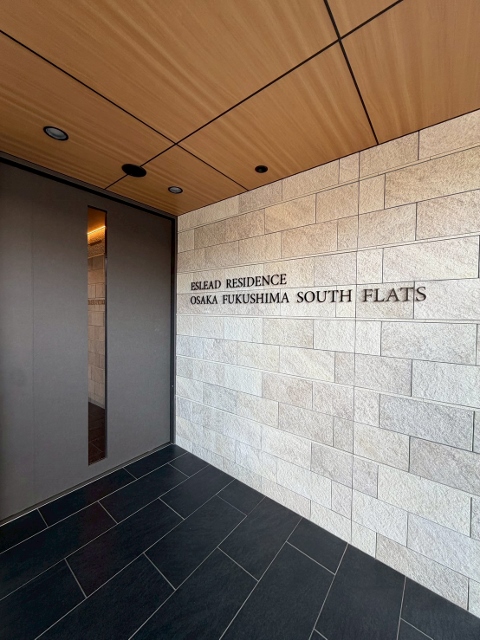 ESLEAD RESIDENCE
OSAKA FUKUSHIMA SOUTH FLATS